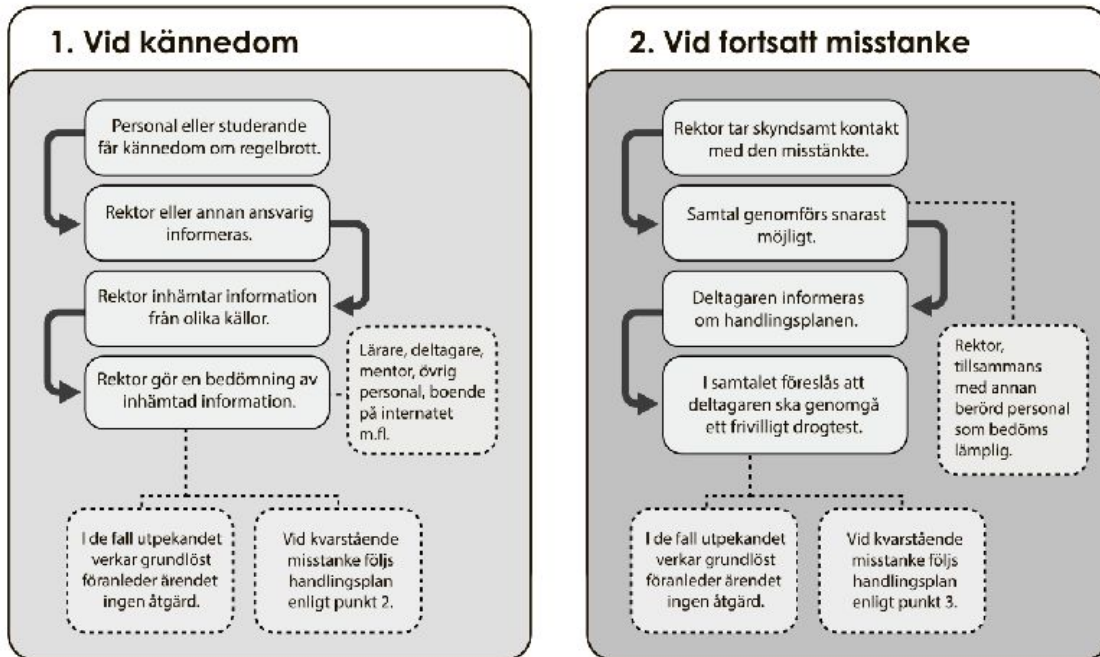 1. Vid kännedom
Personal eller studerande
får kännedom om regelbrott.
Rektor eller annan ansvarig
informeras.
Rektor inhämtar information
från olika källor.
Rektor gör en bedömning av
inhämtad information.
Lärare, deltagare,
mentor, övrig
personal, boende
på internatet
m.fl.
I de fall utpekandet
verkar grundlöst
föranleder ärendet
ingen åtgärd.
Vid kvarstående
misstanke följs
handlingsplan
enligt punkt 2.
2. Vid fortsatt misstanke
Rektor tar skyndsamt kontakt
med den misstänkte.
Samtal genomförs snarast
möjligt.
Deltagaren informeras
om handlingsplanen.
I samtalet föreslås att
deltagaren ska genomgå
ett frivilligt drogtest.
Rektor,
tillsammans
med annan
berörd personal
som bedöms
lämplig.
I de fall utpekandet
verkar grundlöst
föranleder ärendet
ingen åtgärd.
Vid kvarstående
misstanke följs
handlingsplan
enligt punkt 3.